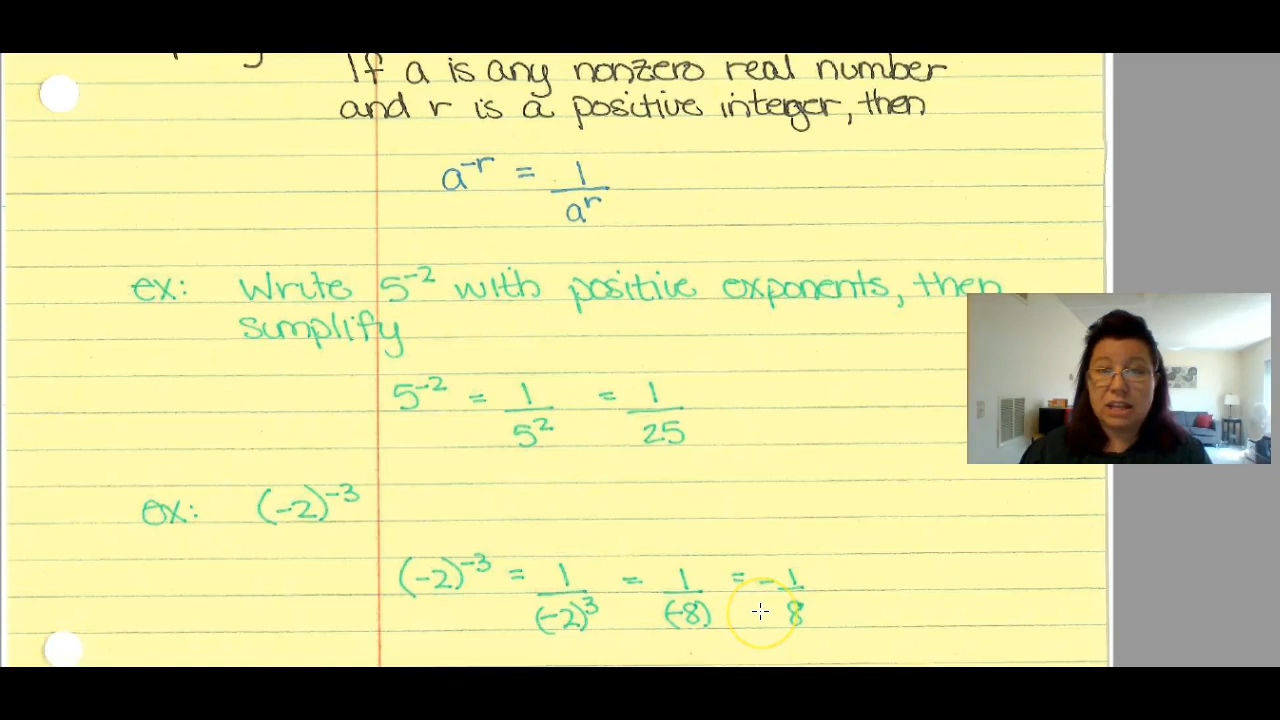 If a is any nonzero real number
and r is a positive integer, then
a⁻ʳ = 1/aʳ
ex: Write 5⁻² with positive exponents, then
simplify
5⁻² = 1/5² = 1/25
ex: (-2)⁻³
(-2)⁻³ = 1/(-2)³ = 1/(-8) = -1/8